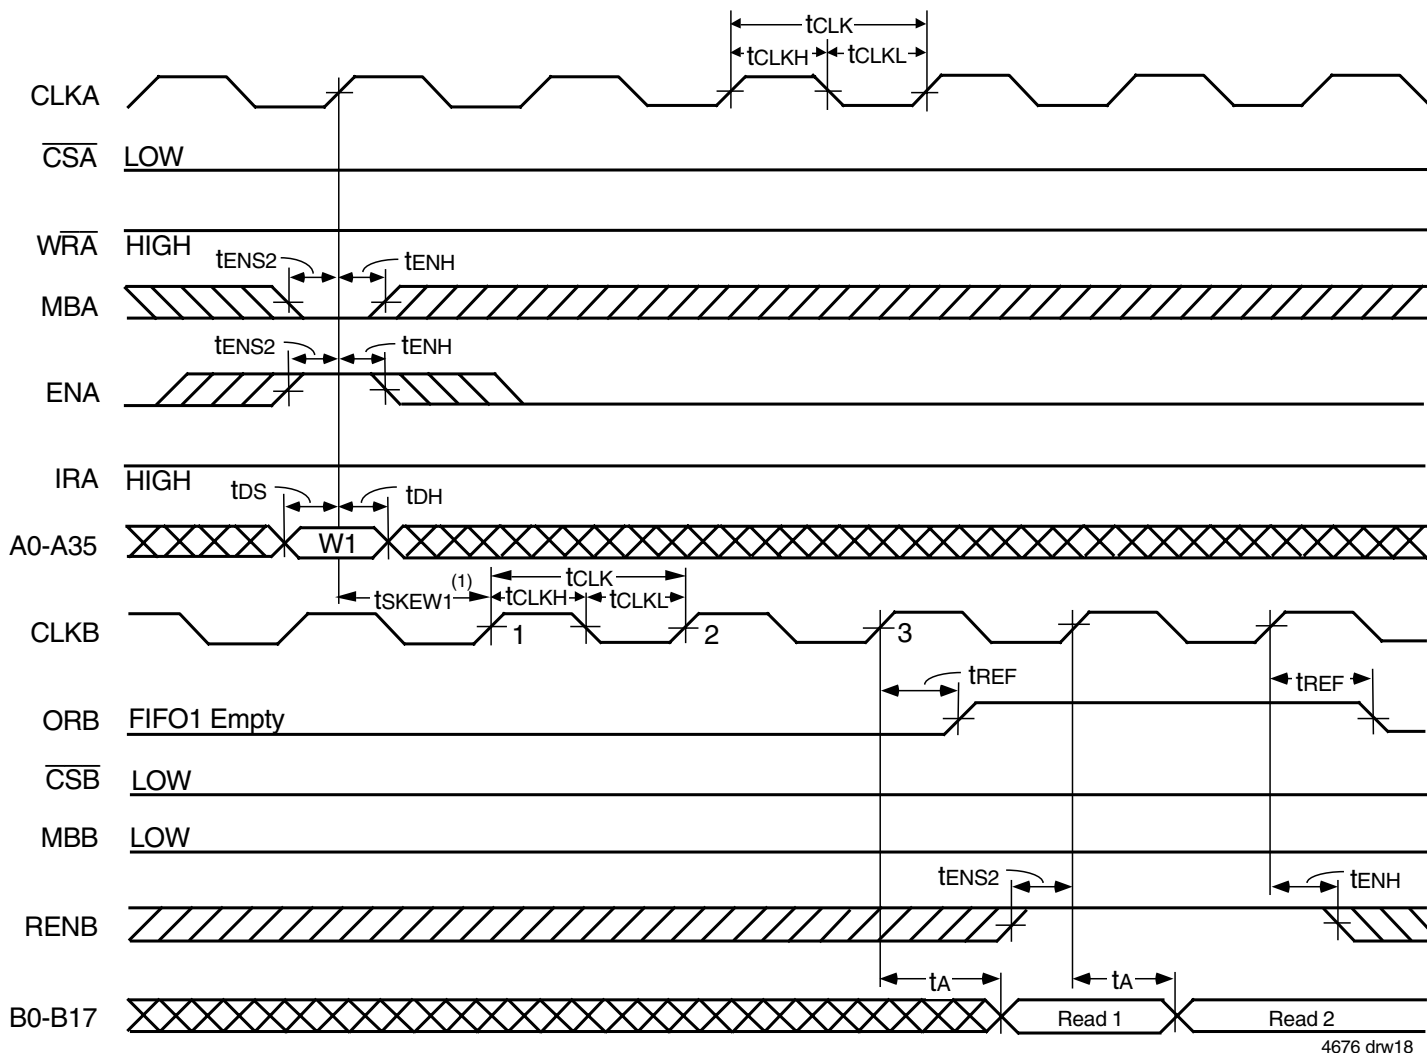 tCLK
tCLKH tCLKL
CLKA
CSA LOW
WRA HIGH
tENS2 tENH
MBA
tENS2 tENH
ENA
IRA HIGH
tDS tDH
A0-A35 W1
tSKEW1(1) tCLK
tCLKH tCLKL
CLKB 1 2 3
tREF tREF
ORB FIFO1 Empty
CSB LOW
MBB LOW
tENS2 tENH
RENB
tA tA
B0-B17 Read 1 Read 2
4676 drw18